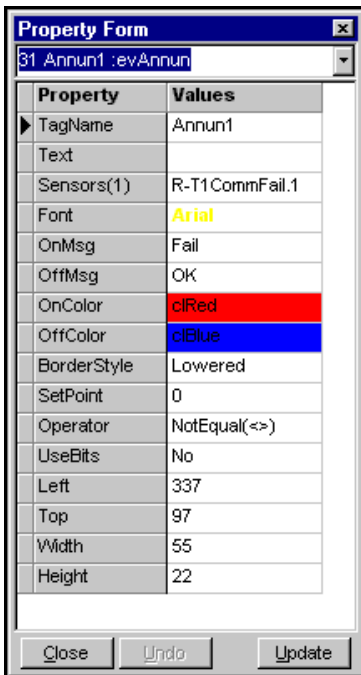 Property Form
31 Annun1 :evAnnun
Property Values
TagName Annun1
Text
Sensors(1) R-T1CommFail.1
Font Arial
OnMsg Fail
OffMsg OK
OnColor clRed
OffColor clBlue
BorderStyle Lowered
SetPoint 0
Operator NotEqual(<>)
UseBits No
Left 337
Top 97
Width 55
Height 22
Close Undo Update